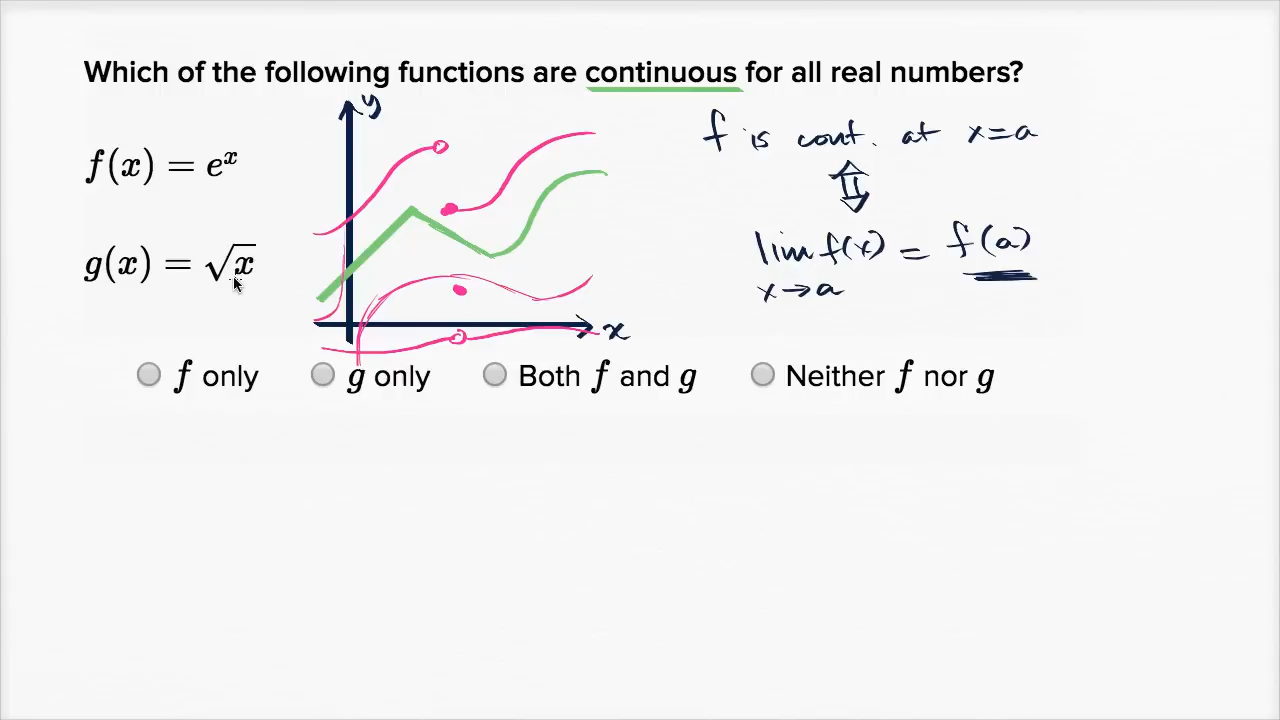 Which of the following functions are continuous for all real numbers?
y
f is cont. at x=a
f(x) = e^x
⇕
lim f(x) = f(a)
x→a
g(x) = √x
x
f only
g only
Both f and g
Neither f nor g